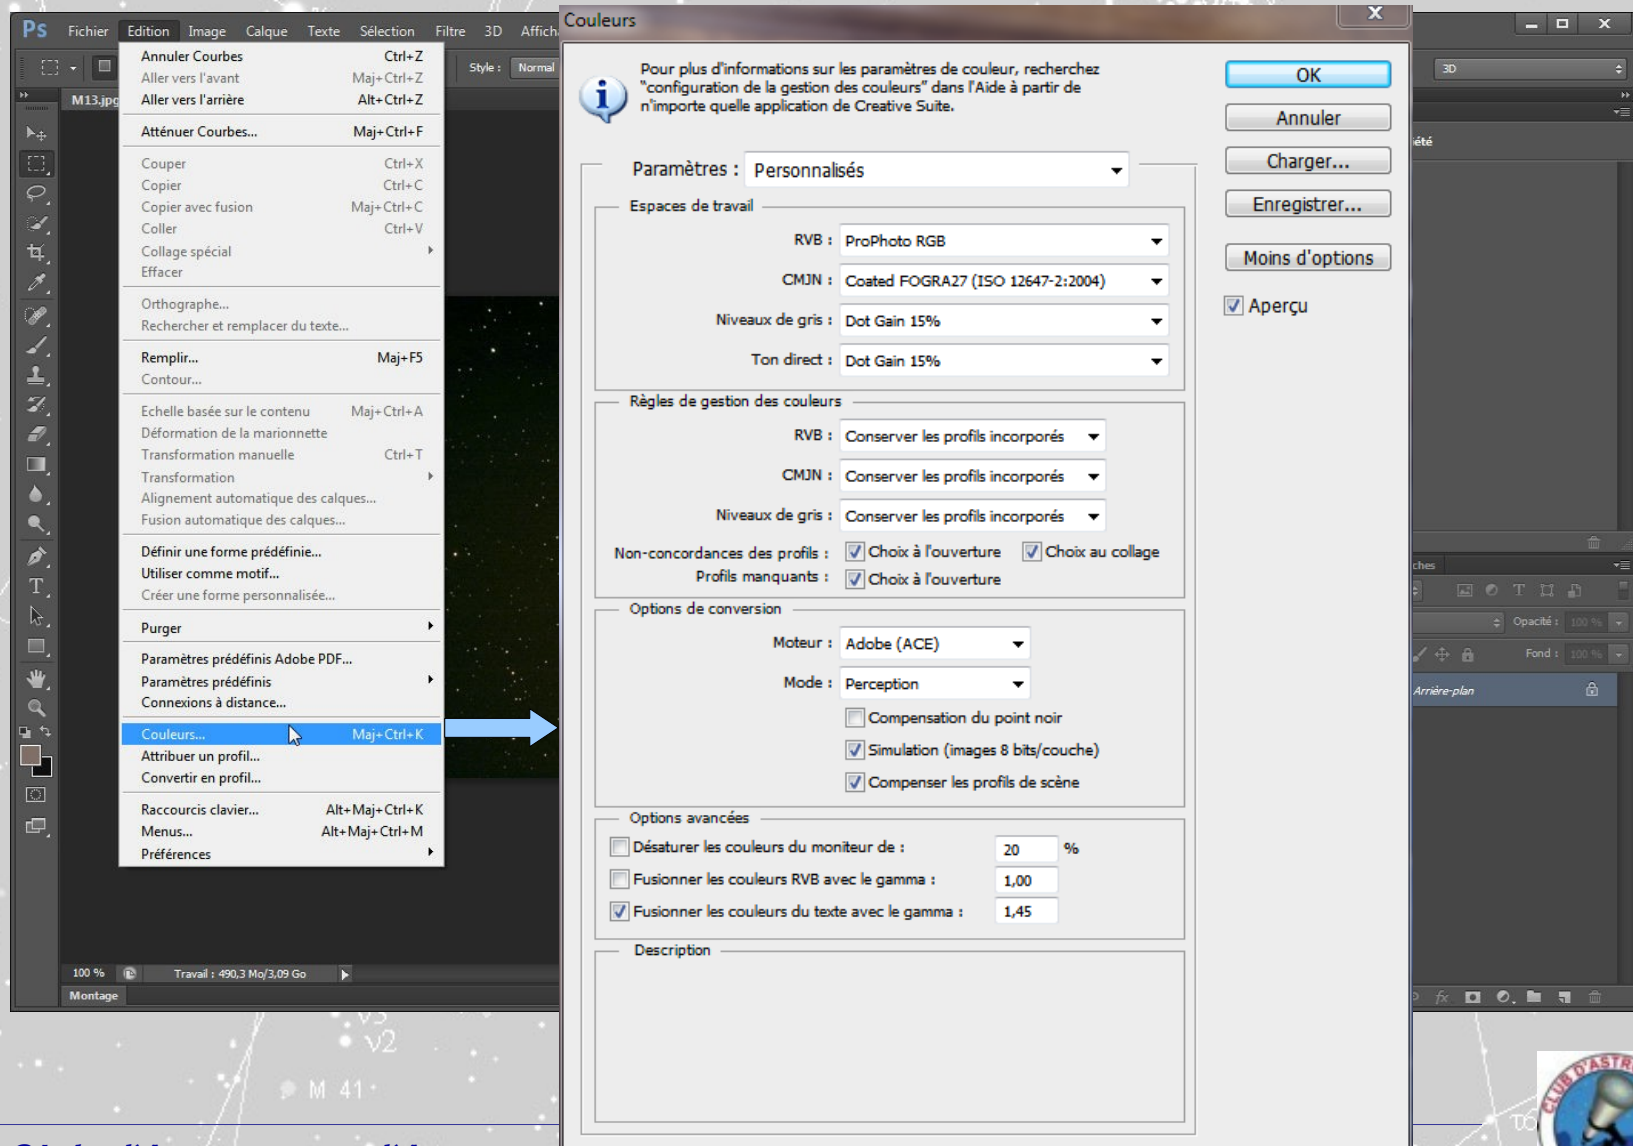 Ps Fichier Edition Image Calque Texte Sélection Filtre 3D Affich
Style : Normal
3D
M13.jpg
Annuler Courbes Ctrl+Z
Aller vers l'avant Maj+Ctrl+Z
Aller vers l'arrière Alt+Ctrl+Z
Atténuer Courbes... Maj+Ctrl+F
Couper Ctrl+X
Copier Ctrl+C
Copier avec fusion Maj+Ctrl+C
Coller Ctrl+V
Collage spécial
Effacer
Orthographe...
Rechercher et remplacer du texte...
Remplir... Maj+F5
Contour...
Echelle basée sur le contenu Maj+Ctrl+A
Déformation de la marionnette
Transformation manuelle Ctrl+T
Transformation
Alignement automatique des calques...
Fusion automatique des calques...
Définir une forme prédéfinie...
Utiliser comme motif...
Créer une forme personnalisée...
Purger
Paramètres prédéfinis Adobe PDF...
Paramètres prédéfinis
Connexions à distance...
Couleurs... Maj+Ctrl+K
Attribuer un profil...
Convertir en profil...
Raccourcis clavier... Alt+Maj+Ctrl+K
Menus... Alt+Maj+Ctrl+M
Préférences
100 % Travail : 490,3 Mo/3,09 Go
Montage
Couleurs
Pour plus d'informations sur les paramètres de couleur, recherchez
"configuration de la gestion des couleurs" dans l'Aide à partir de
n'importe quelle application de Creative Suite.
OK
Annuler
Charger...
Enregistrer...
Moins d'options
Aperçu
Paramètres : Personnalisés
Espaces de travail
RVB : ProPhoto RGB
CMJN : Coated FOGRA27 (ISO 12647-2:2004)
Niveaux de gris : Dot Gain 15%
Ton direct : Dot Gain 15%
Règles de gestion des couleurs
RVB : Conserver les profils incorporés
CMJN : Conserver les profils incorporés
Niveaux de gris : Conserver les profils incorporés
Non-concordances des profils : Choix à l'ouverture Choix au collage
Profils manquants : Choix à l'ouverture
Options de conversion
Moteur : Adobe (ACE)
Mode : Perception
Compensation du point noir
Simulation (images 8 bits/couche)
Compenser les profils de scène
Options avancées
Désaturer les couleurs du moniteur de : 20 %
Fusionner les couleurs RVB avec le gamma : 1,00
Fusionner les couleurs du texte avec le gamma : 1,45
Description
iété
ches
Opacité : 100 %
Fond : 100 %
Arrière-plan
ν2
M 41
CLUB D'ASTR